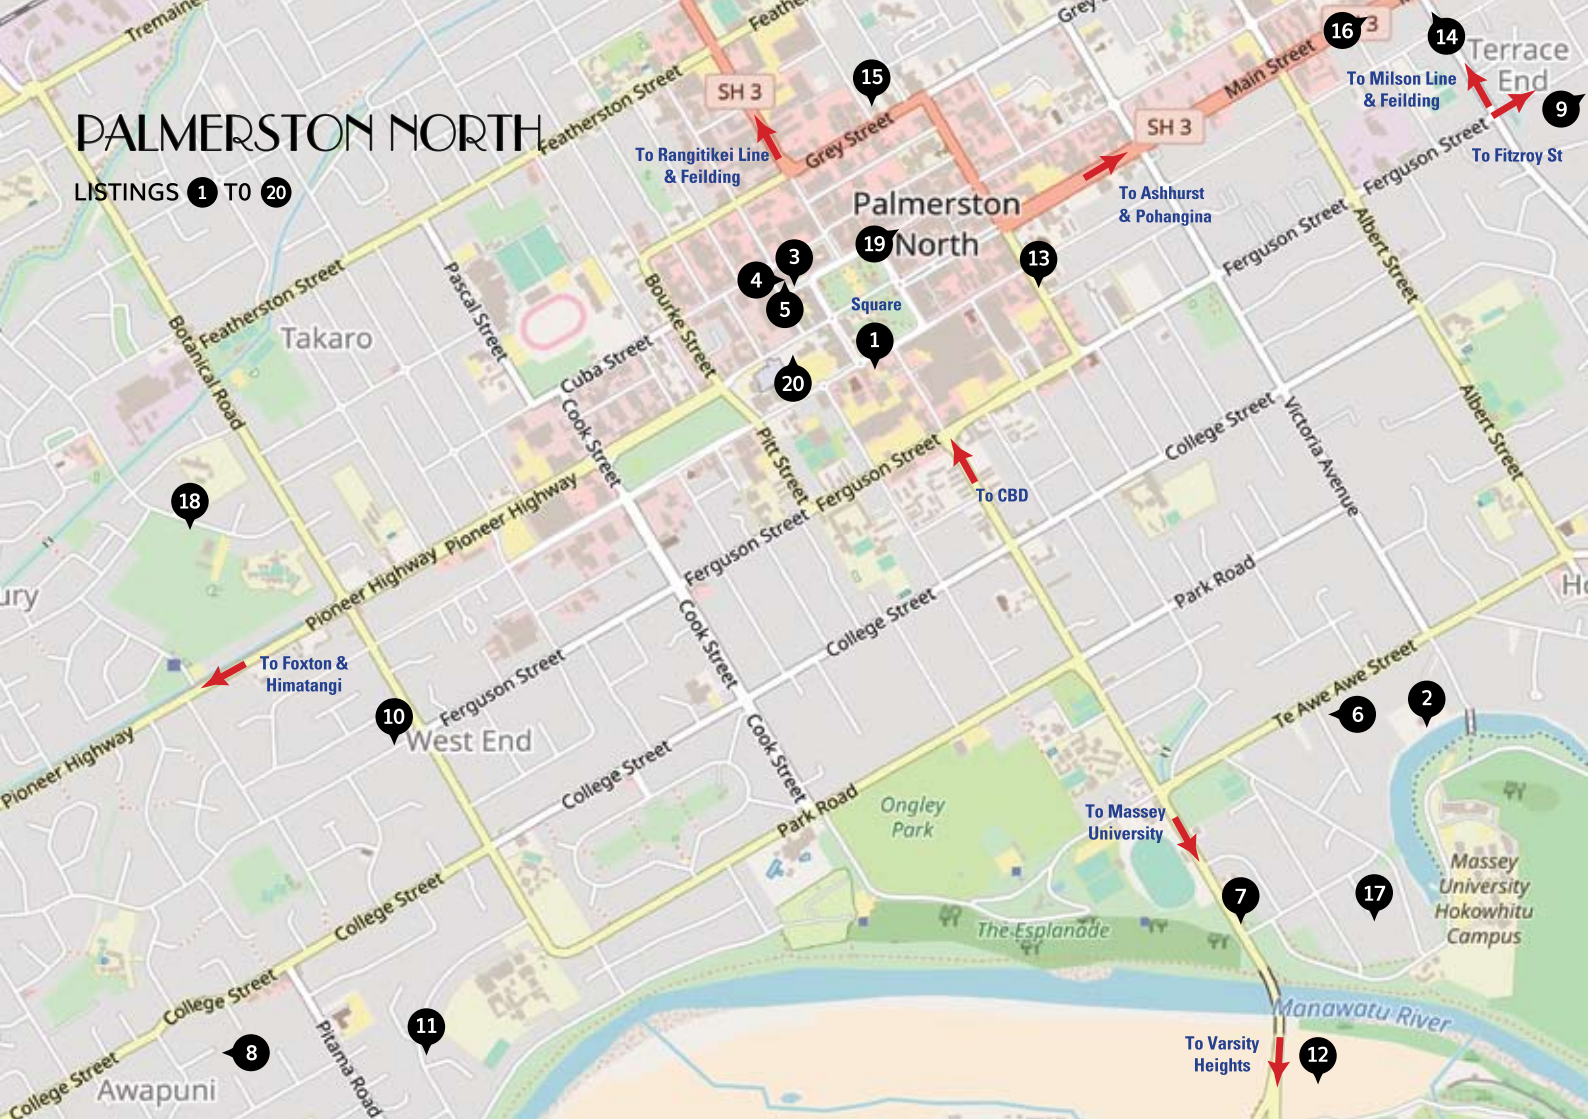 Tremaine
Feather
Grey
3
16
14
Terrace
End
SH 3
15
Main Street
To Milson Line
& Feilding
9
PALMERSTON NORTH
Featherston Street
Grey Street
SH 3
Ferguson Street
To Rangitikei Line
& Feilding
To Fitzroy St
LISTINGS 1 TO 20
To Ashhurst
& Pohangina
Palmerston
North
19
3
4
5
13
Ferguson Street
Albert Street
Pascal Street
Bourke Street
Square
Featherston Street
Takaro
Botanical Road
1
Cuba Street
20
Cook Street
Pitt Street
Ferguson Street
College Street
Victoria Avenue
Albert Street
To CBD
18
Pioneer Highway
Pioneer Highway
Ferguson Street
ury
Park Road
Ho
College Street
Cook Street
To Foxton &
Himatangi
Ferguson Street
10
West End
Te Awe Awe Street
6
2
Pioneer Highway
College Street
Cook Street
Park Road
Ongley
Park
To Massey
University
Massey
University
Hokowhitu
Campus
7
17
College Street
The Esplanade
College Street
Manawatu River
Pitama Road
11
8
To Varsity
Heights
12
College Street
Awapuni